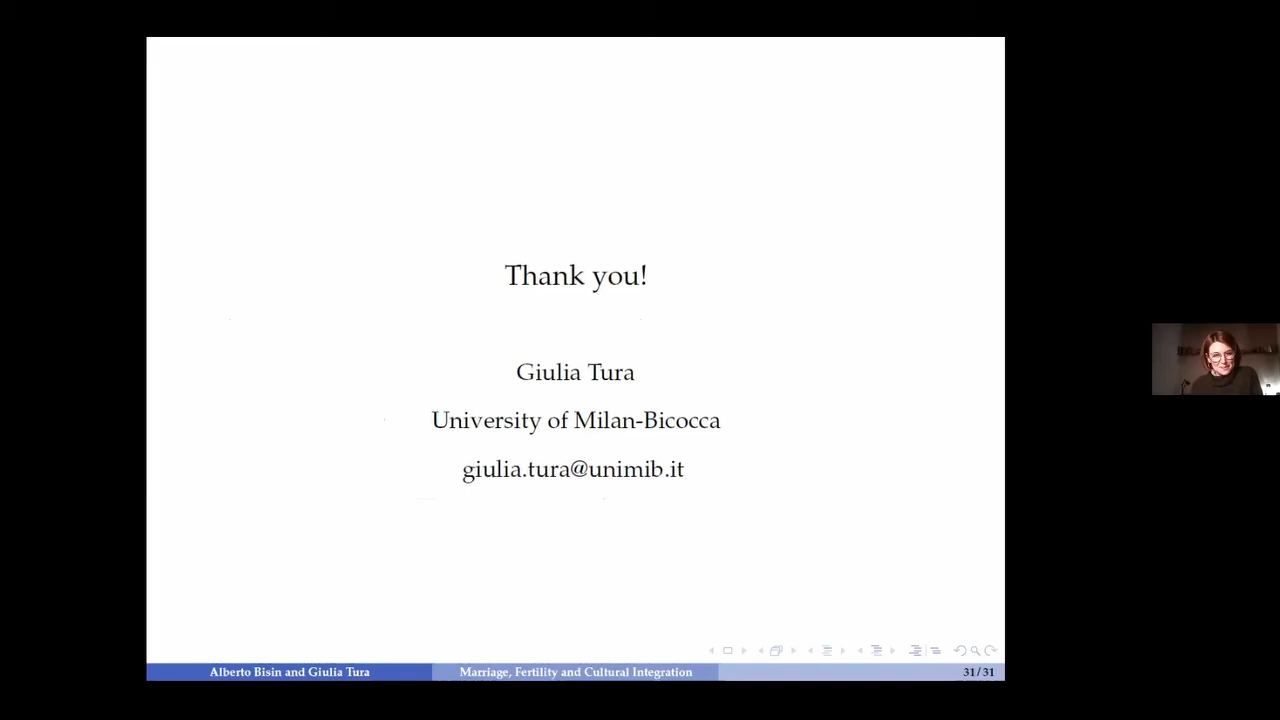 Thank you!
Giulia Tura
University of Milan-Bicocca
giulia.tura@unimib.it
Alberto Bisin and Giulia Tura
Marriage, Fertility and Cultural Integration
31/31